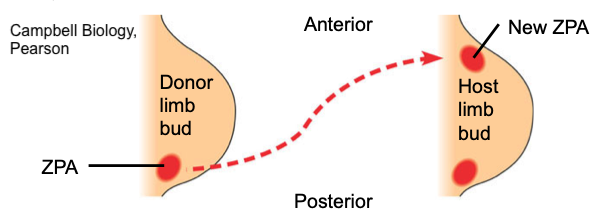 Campbell Biology,
Pearson
Anterior
New ZPA
Donor
limb
bud
Host
limb
bud
ZPA
Posterior